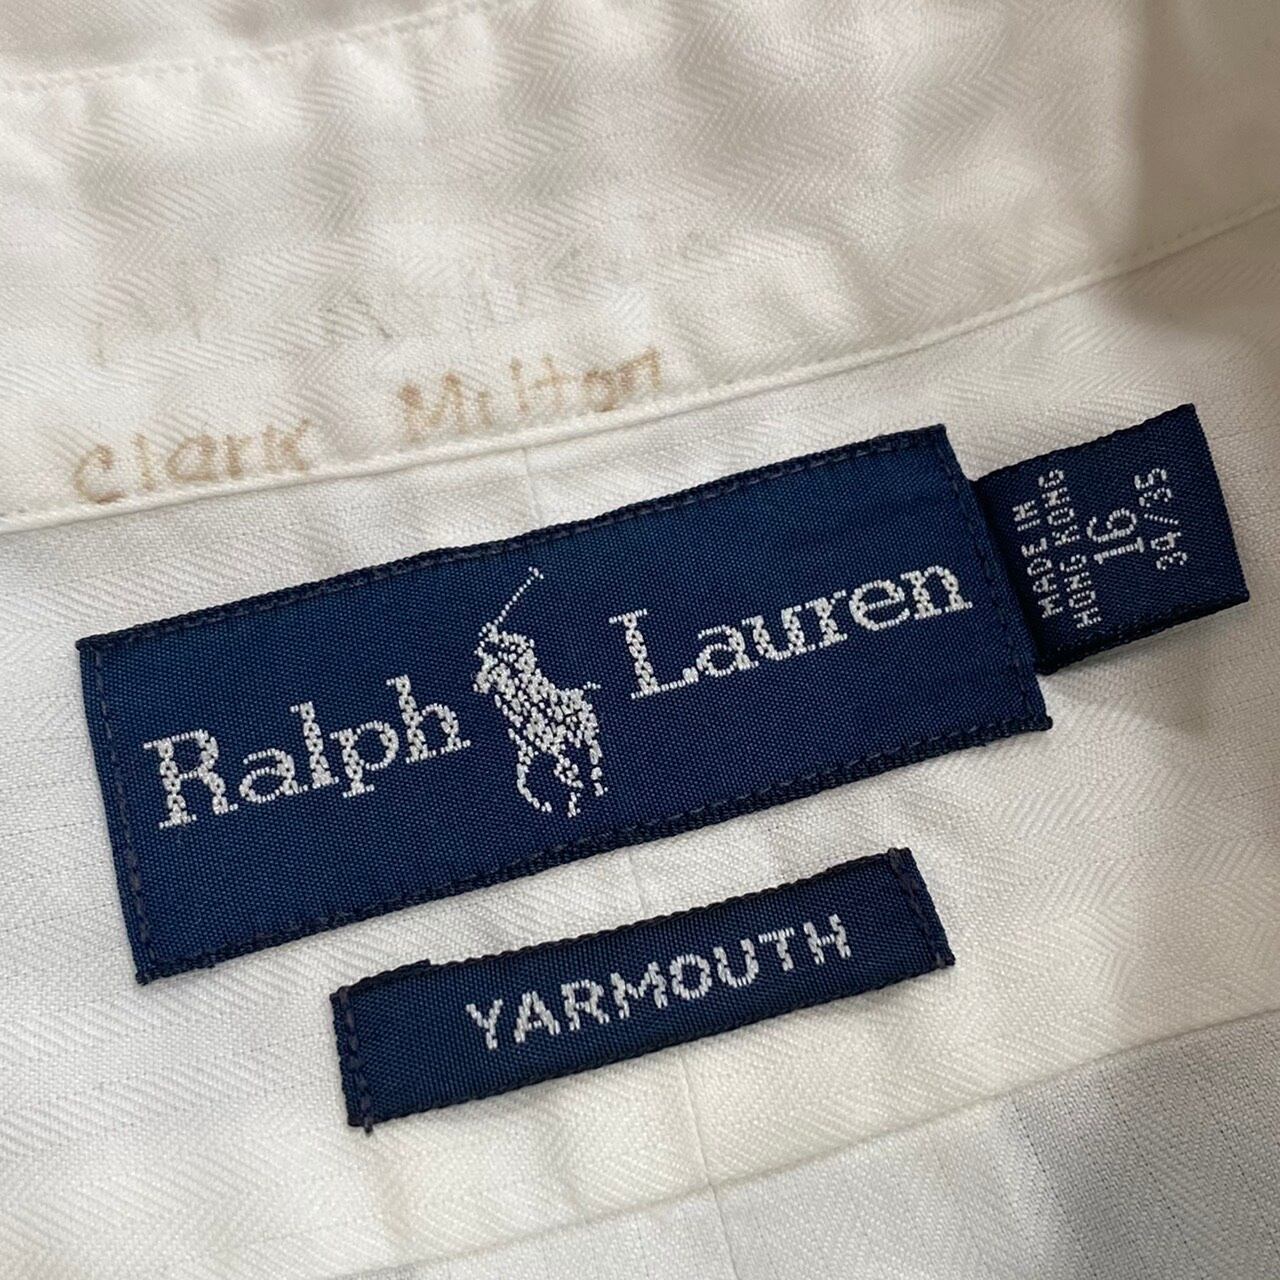 Clark Milton
Ralph Lauren
MADE IN
HONG KONG
16
34/35
YARMOUTH